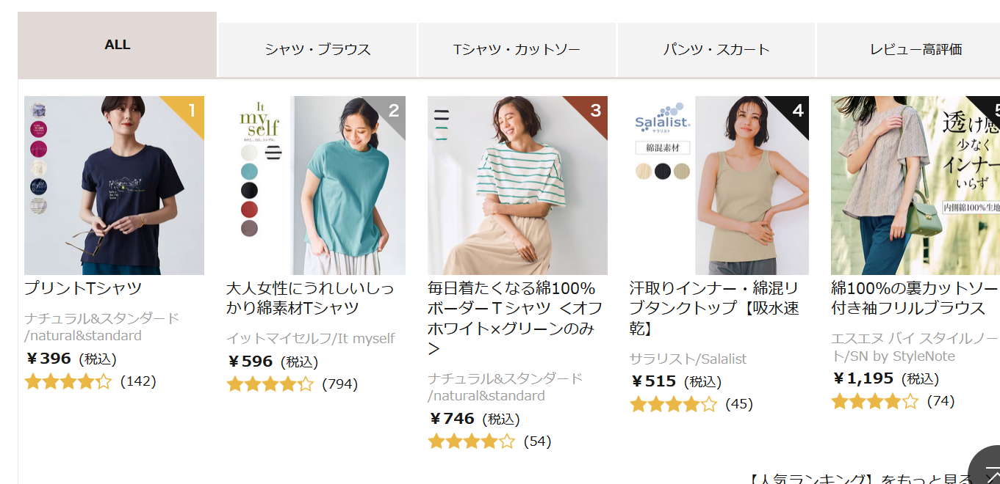 ALL
シャツ・ブラウス
Tシャツ・カットソー
パンツ・スカート
レビュー高評価
1
It
my
self
わたし、白日、シンプル。
2
3
Salalist
サラリスト
綿混素材
4
透け感
少なく
インナー
いらず
内側綿100%生地
5
プリントTシャツ
ナチュラル&スタンダード
/natural&standard
¥396 (税込)
(142)
大人女性にうれしいしっ
かり綿素材Tシャツ
イットマイセルフ/It myself
¥596 (税込)
(794)
毎日着たくなる綿100%
ボーダーTシャツ <オフ
ホワイト×グリーンのみ
>
ナチュラル&スタンダード
/natural&standard
¥746 (税込)
(54)
汗取りインナー・綿混リ
ブタンクトップ【吸水速
乾】
サラリスト/Salalist
¥515 (税込)
(45)
綿100%の裏カットソー
付き袖フリルブラウス
エスエヌ バイ スタイルノー
ト/SN by StyleNote
¥1,195 (税込)
(74)
【人気ランキング】をもっと見る